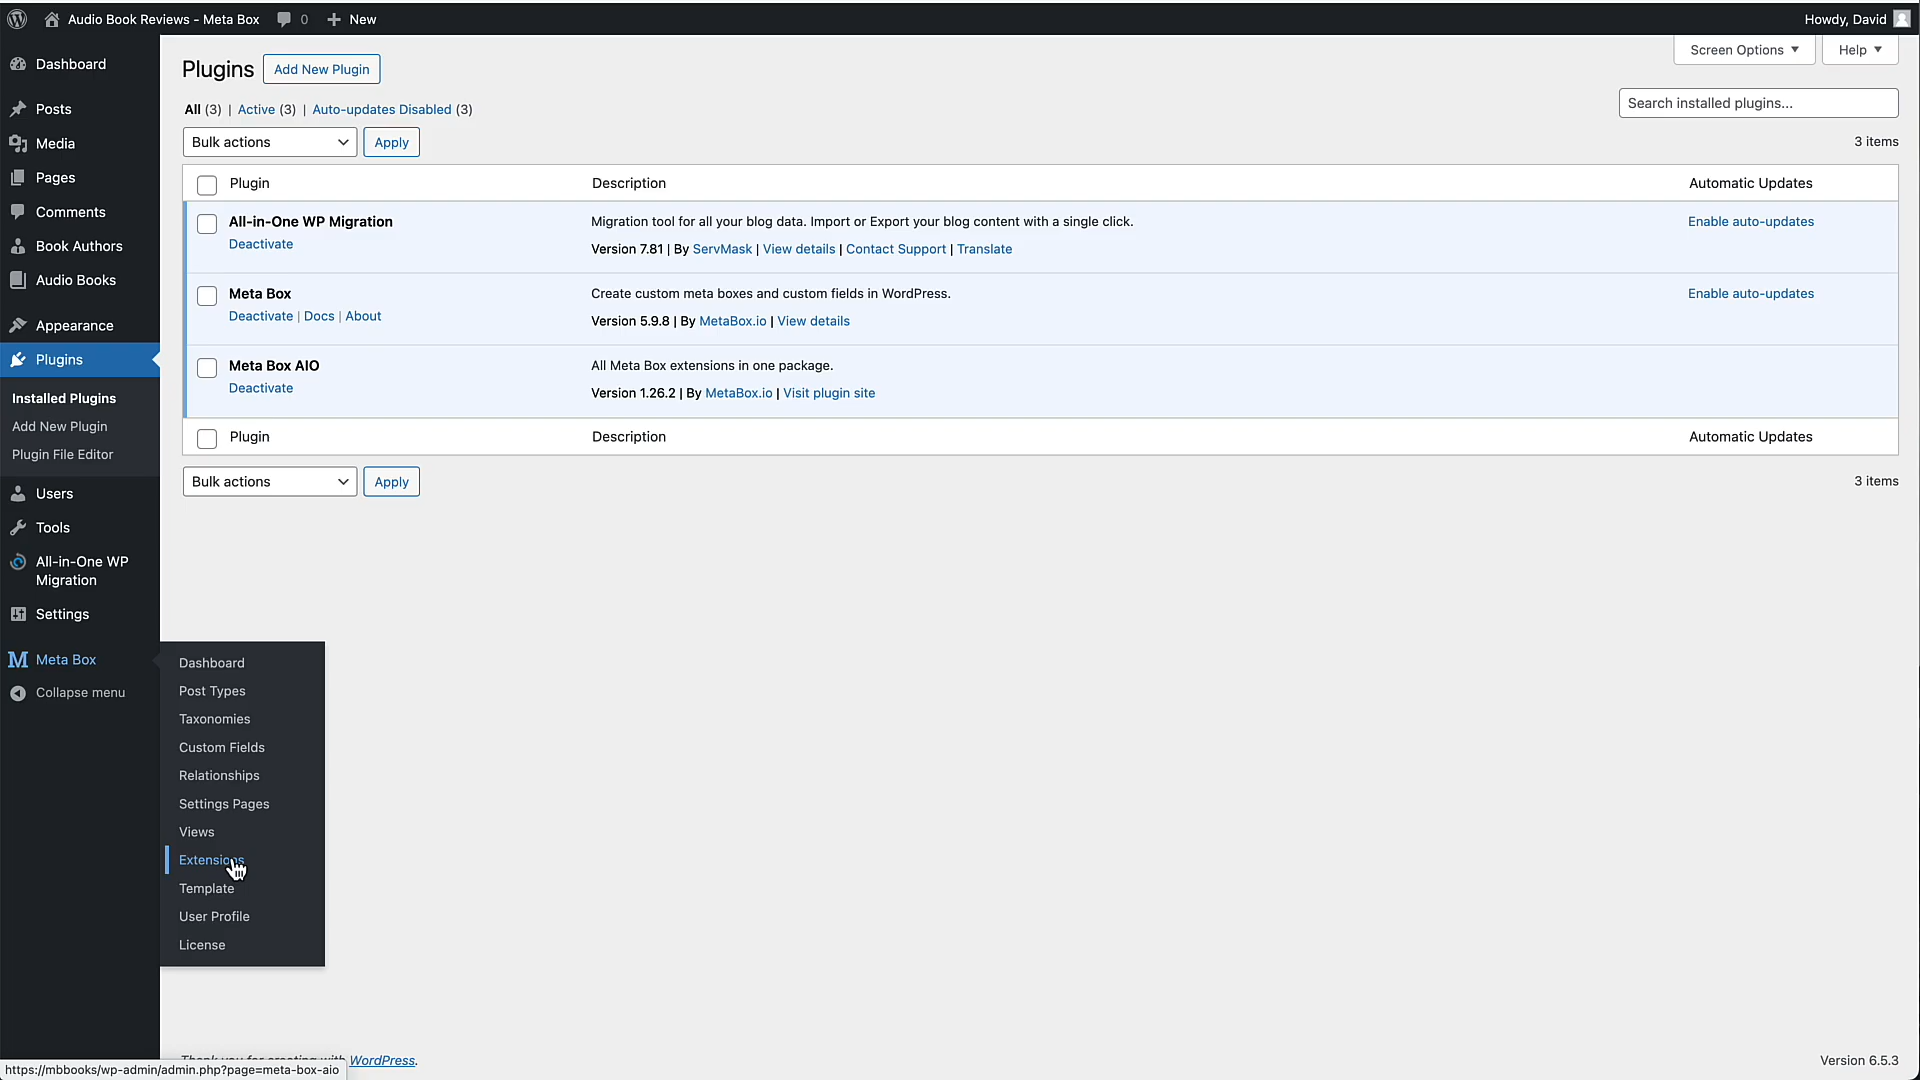 Audio Book Reviews - Meta Box 0 New Howdy, David
Screen Options Help
Dashboard
Posts
Media
Pages
Comments
Book Authors
Audio Books
Appearance
Plugins
Installed Plugins
Add New Plugin
Plugin File Editor
Users
Tools
All-in-One WP
Migration
Settings
Meta Box
Collapse menu
Dashboard
Post Types
Taxonomies
Custom Fields
Relationships
Settings Pages
Views
Extensions
Template
User Profile
License
Plugins Add New Plugin
All (3) | Active (3) | Auto-updates Disabled (3)
Search installed plugins...
Bulk actions Apply 3 items
Plugin Description Automatic Updates
All-in-One WP Migration Migration tool for all your blog data. Import or Export your blog content with a single click. Enable auto-updates
Deactivate
Version 7.81 | By ServMask | View details | Contact Support | Translate
Meta Box Create custom meta boxes and custom fields in WordPress. Enable auto-updates
Deactivate | Docs | About
Version 5.9.8 | By MetaBox.io | View details
Meta Box AIO All Meta Box extensions in one package.
Deactivate
Version 1.26.2 | By MetaBox.io | Visit plugin site
Plugin Description Automatic Updates
Bulk actions Apply 3 items
Thank you for creating with WordPress. Version 6.5.3
https://mbbooks/wp-admin/admin.php?page=meta-box-aio